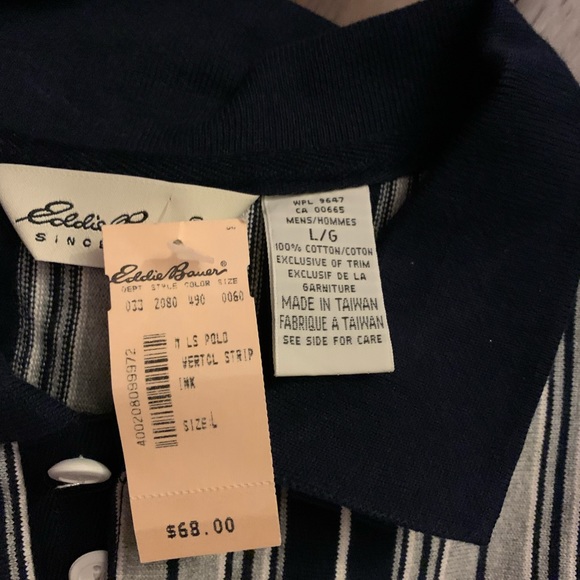 Eddie Bauer
SINCE
Eddie Bauer®
DEPT STYLE COLOR SIZE
033 2080 490 0060
M LS POLO
VERTCL STRIP
INK
SIZE L
400208099972
$68.00
WPL 9647
CA 00665
MENS/HOMMES
L/G
100% COTTON/COTON
EXCLUSIVE OF TRIM
EXCLUSIF DE LA
GARNITURE
MADE IN TAIWAN
FABRIQUE A TAIWAN
SEE SIDE FOR CARE